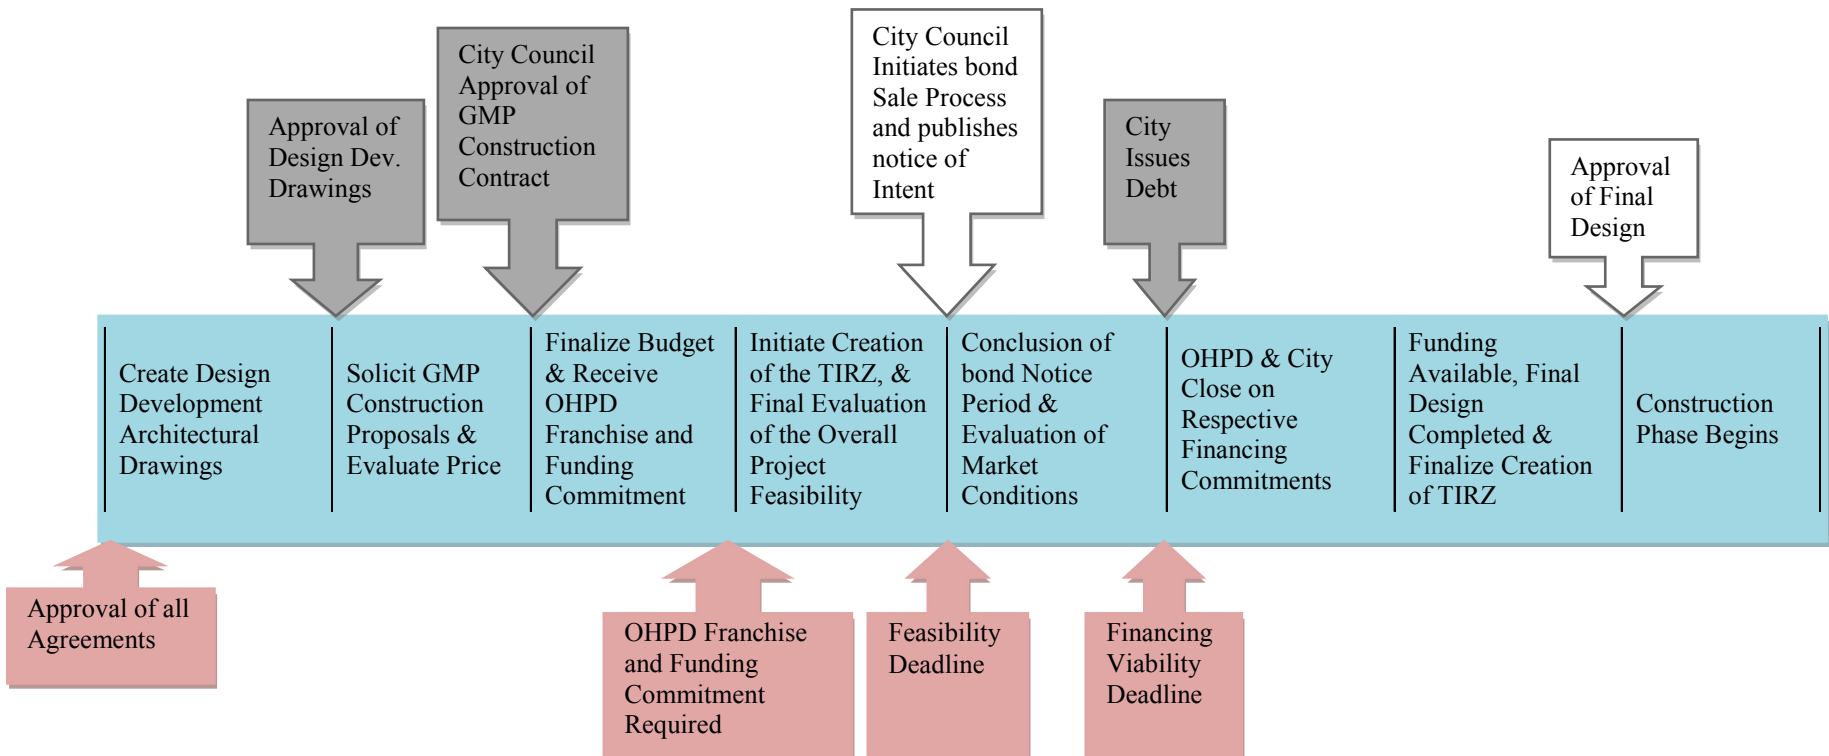 City Council
Approval of
GMP
Construction
Contract
City Council
Initiates bond
Sale Process
and publishes
notice of
Intent
Approval of
Design Dev.
Drawings
City
Issues
Debt
Approval
of Final
Design
Create Design
Development
Architectural
Drawings
Solicit GMP
Construction
Proposals &
Evaluate Price
Finalize Budget
& Receive
OHPD
Franchise and
Funding
Commitment
Initiate Creation
of the TIRZ, &
Final Evaluation
of the Overall
Project
Feasibility
Conclusion of
bond Notice
Period &
Evaluation of
Market
Conditions
OHPD & City
Close on
Respective
Financing
Commitments
Funding
Available, Final
Design
Completed &
Finalize Creation
of TIRZ
Construction
Phase Begins
Approval of all
Agreements
OHPD Franchise
and Funding
Commitment
Required
Feasibility
Deadline
Financing
Viability
Deadline